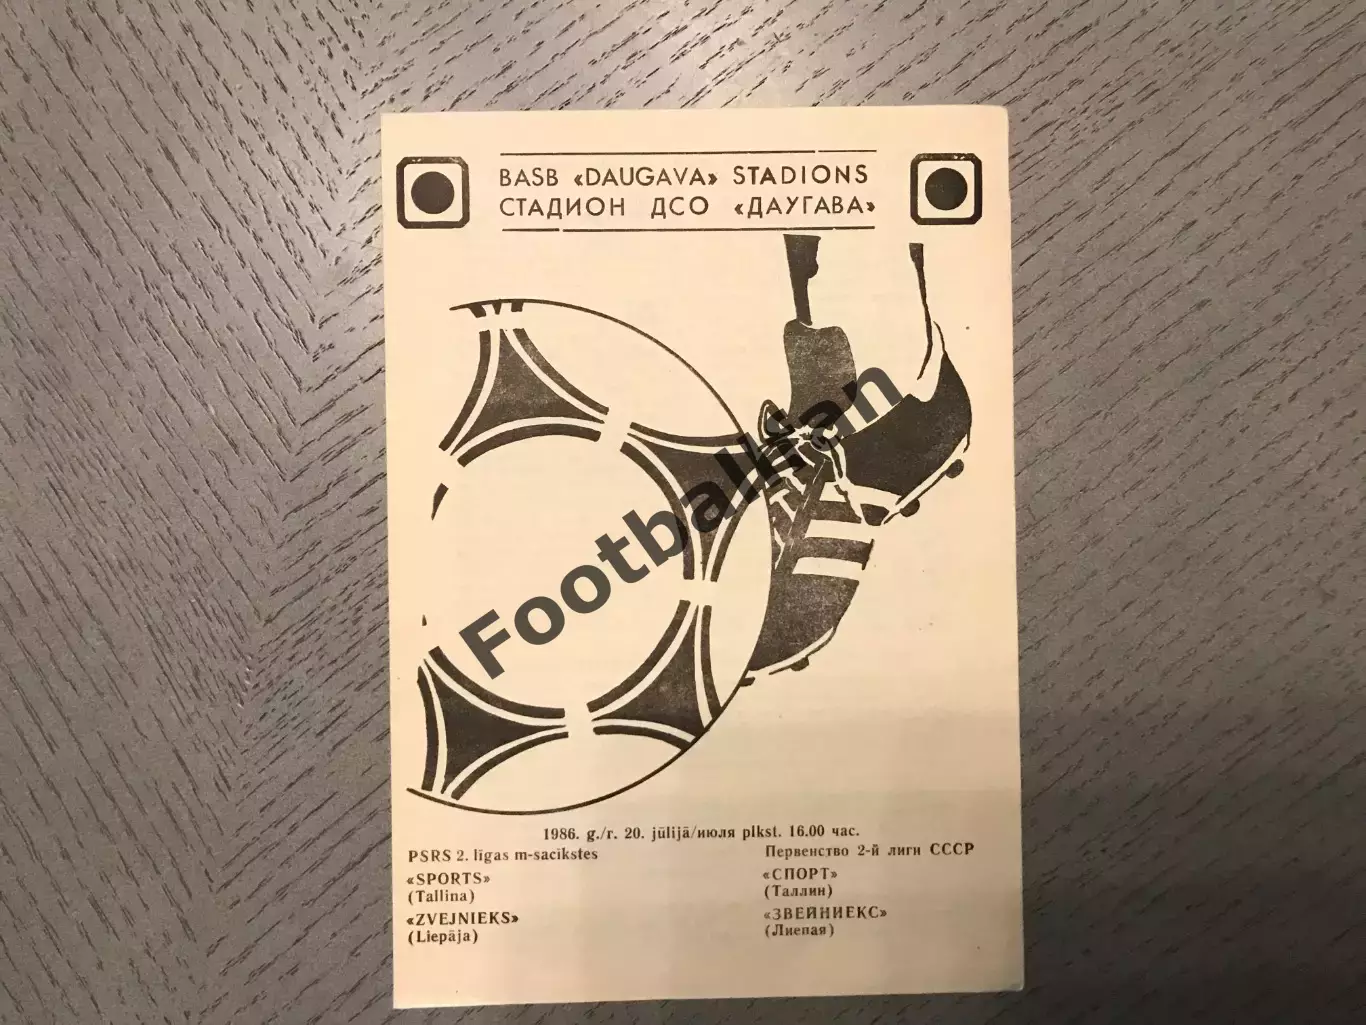 BASB «DAUGAVA» STADIONS
СТАДИОН ДСО «ДАУГАВА»
Footballfan
1986. g./г. 20. jūlijā/июля plkst. 16.00 час.
PSRS 2. līgas m-sacīkstes
«SPORTS»
(Tallina)
«ZVEJNIEKS»
(Liepāja)
Первенство 2-й лиги СССР
«СПОРТ»
(Таллин)
«ЗВЕЙНИЕКС»
(Лиепая)